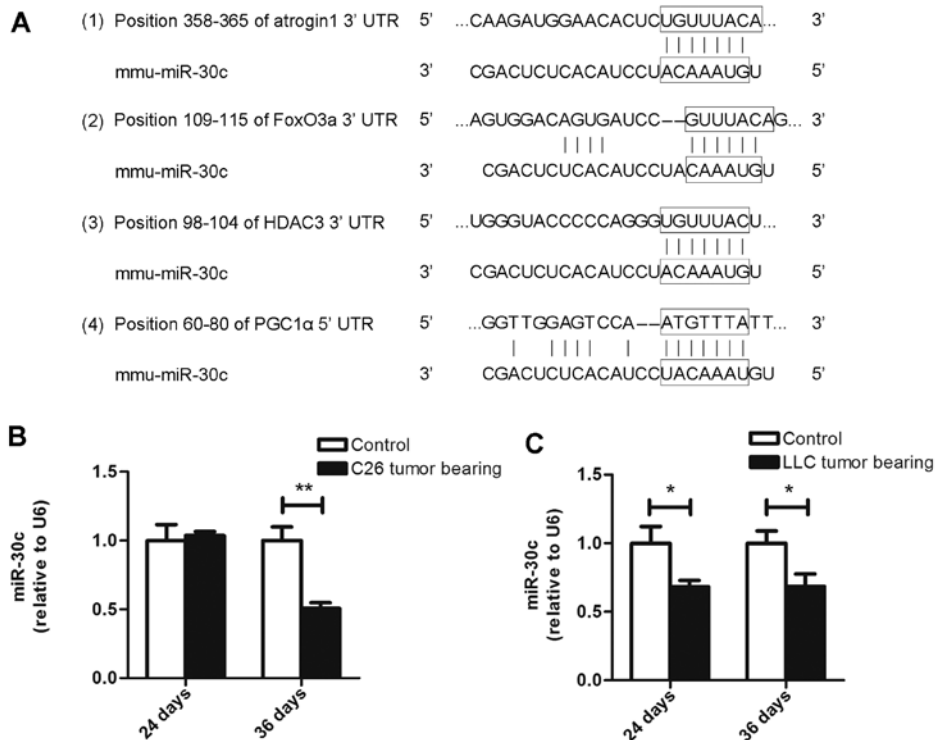 A
(1) Position 358-365 of atrogin1 3' UTR 5' ...CAAGAUGGAACACUCUGUUUACA... 3'
mmu-miR-30c 3' CGACUCUCACAUCCUACAAAUGU 5'
(2) Position 109-115 of FoxO3a 3' UTR 5' ...AGUGGACAGUGAUCC--GUUUACAG... 3'
mmu-miR-30c 3' CGACUCUCACAUCCUACAAAUGU 5'
(3) Position 98-104 of HDAC3 3' UTR 5' ...UGGGUACCCCCAGGGUGUUUACU... 3'
mmu-miR-30c 3' CGACUCUCACAUCCUACAAAUGU 5'
(4) Position 60-80 of PGC1α 5' UTR 5' ...GGTTGGAGTCCA--ATGTTTATT... 3'
mmu-miR-30c 3' CGACUCUCACAUCCUACAAAUGU 5'
B
Control
C26 tumor bearing
miR-30c
(relative to U6)
1.5
1.0
0.5
0.0
**
24 days
36 days
C
Control
LLC tumor bearing
miR-30c
(relative to U6)
1.5
1.0
0.5
0.0
*
*
24 days
36 days